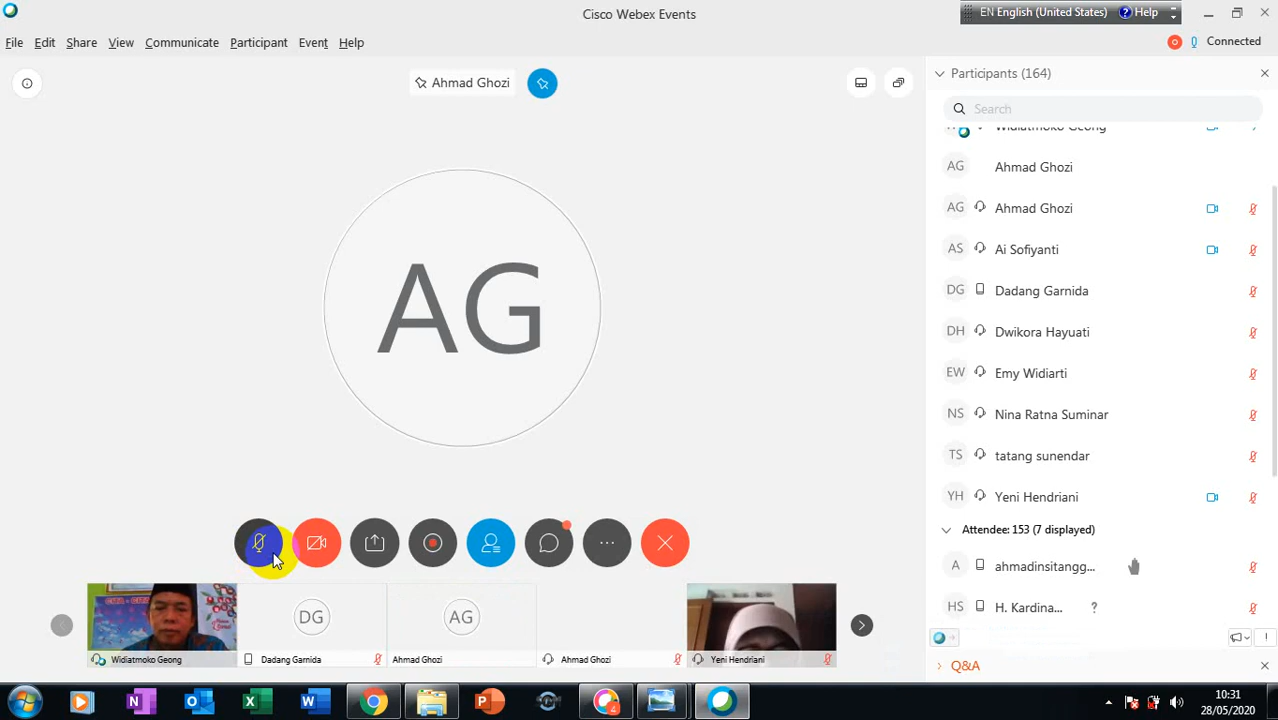 Cisco Webex Events
EN English (United States) Help
File Edit Share View Communicate Participant Event Help
Connected
Ahmad Ghozi
AG
Participants (164)
Search
Widiatmoko Geong
AG Ahmad Ghozi
AG Ahmad Ghozi
AS Ai Sofiyanti
DG Dadang Garnida
DH Dwikora Hayuati
EW Emy Widiarti
NS Nina Ratna Suminar
TS tatang sunendar
YH Yeni Hendriani
Attendee: 153 (7 displayed)
A ahmadinsitangg...
HS H. Kardina... ?
Q&A
DG
AG
Widiatmoko Geong
Dadang Garnida
Ahmad Ghozi
Ahmad Ghozi
Yeni Hendriani
4
10:31
28/05/2020